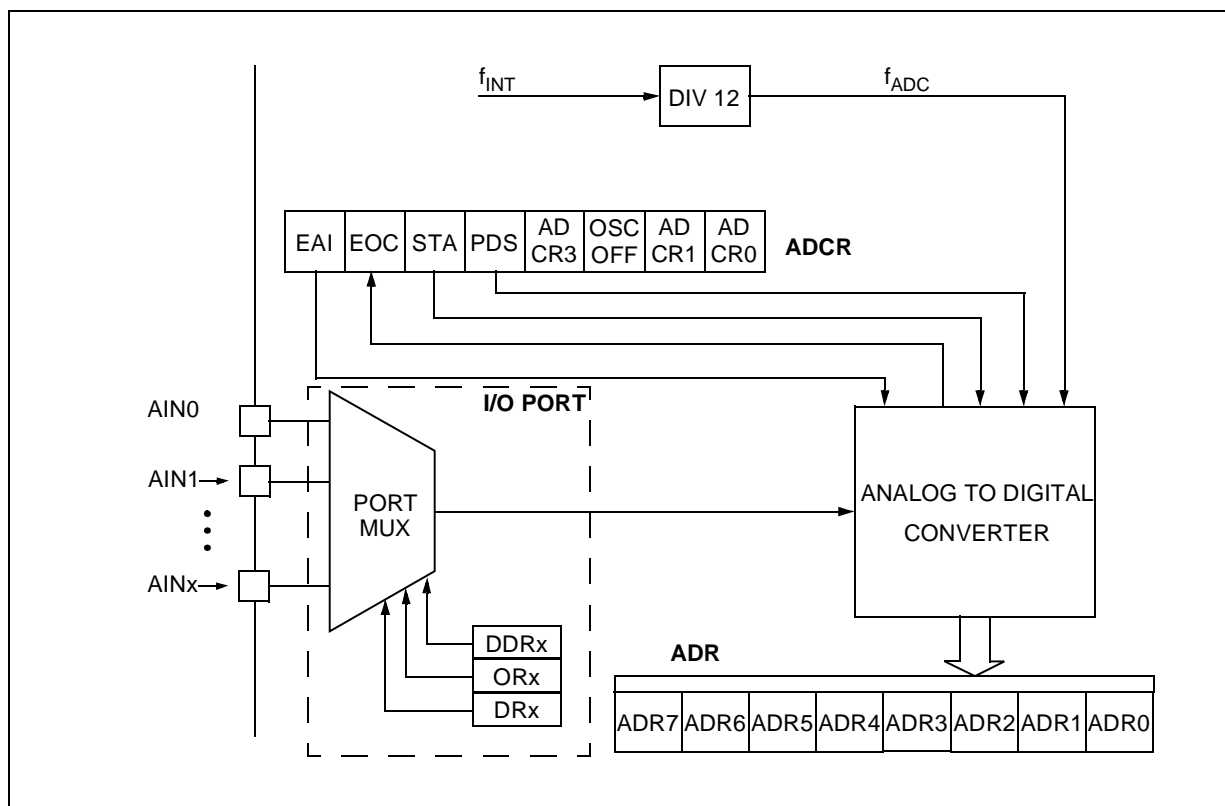 fINT
DIV 12
fADC
EAI EOC STA PDS AD CR3 OSC OFF AD CR1 AD CR0
ADCR
AIN0
I/O PORT
AIN1
PORT
MUX
ANALOG TO DIGITAL
CONVERTER
AINx
DDRx
ORx
DRx
ADR
ADR7 ADR6 ADR5 ADR4 ADR3 ADR2 ADR1 ADR0